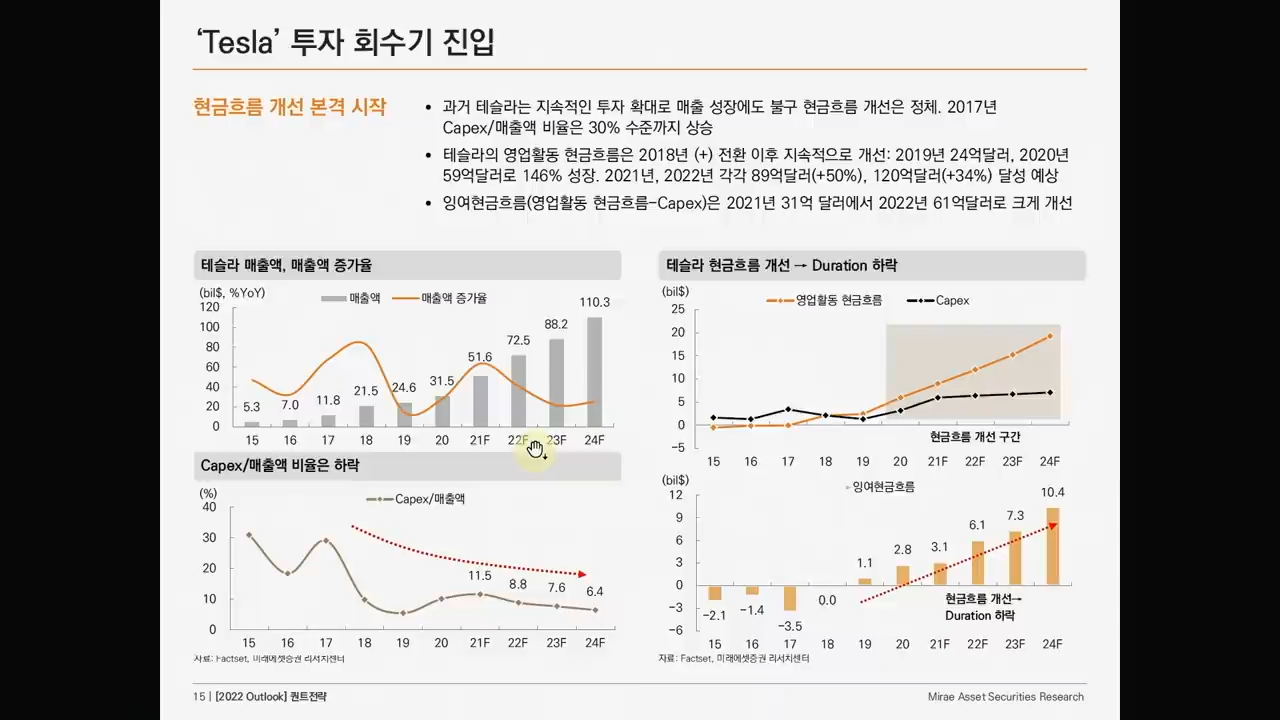 ‘Tesla’ 투자 회수기 진입
현금흐름 개선 본격 시작
• 과거 테슬라는 지속적인 투자 확대로 매출 성장에도 불구 현금흐름 개선은 정체. 2017년
Capex/매출액 비율은 30% 수준까지 상승
• 테슬라의 영업활동 현금흐름은 2018년 (+) 전환 이후 지속적으로 개선: 2019년 24억달러, 2020년
59억달러로 146% 성장. 2021년, 2022년 각각 89억달러(+50%), 120억달러(+34%) 달성 예상
• 잉여현금흐름(영업활동 현금흐름-Capex)은 2021년 31억 달러에서 2022년 61억달러로 크게 개선
테슬라 매출액, 매출액 증가율
(bil$, %YoY)
매출액 매출액 증가율
120
100
80
60
40
20
0
5.3 7.0 11.8 21.5 24.6 31.5 51.6 72.5 88.2 110.3
15 16 17 18 19 20 21F 22F 23F 24F
Capex/매출액 비율은 하락
(%)
Capex/매출액
40
30
20
10
0
11.5 8.8 7.6 6.4
15 16 17 18 19 20 21F 22F 23F 24F
자료: Factset, 미래에셋증권 리서치센터
테슬라 현금흐름 개선 → Duration 하락
(bil$)
영업활동 현금흐름 Capex
25
20
15
10
5
0
-5
현금흐름 개선 구간
15 16 17 18 19 20 21F 22F 23F 24F
(bil$)
잉여현금흐름
12
9
6
3
0
-3
-6
-2.1 -1.4 -3.5 0.0 1.1 2.8 3.1 6.1 7.3 10.4
현금흐름 개선→
Duration 하락
15 16 17 18 19 20 21F 22F 23F 24F
자료: Factset, 미래에셋증권 리서치센터
15 | [2022 Outlook] 퀀트전략
Mirae Asset Securities Research